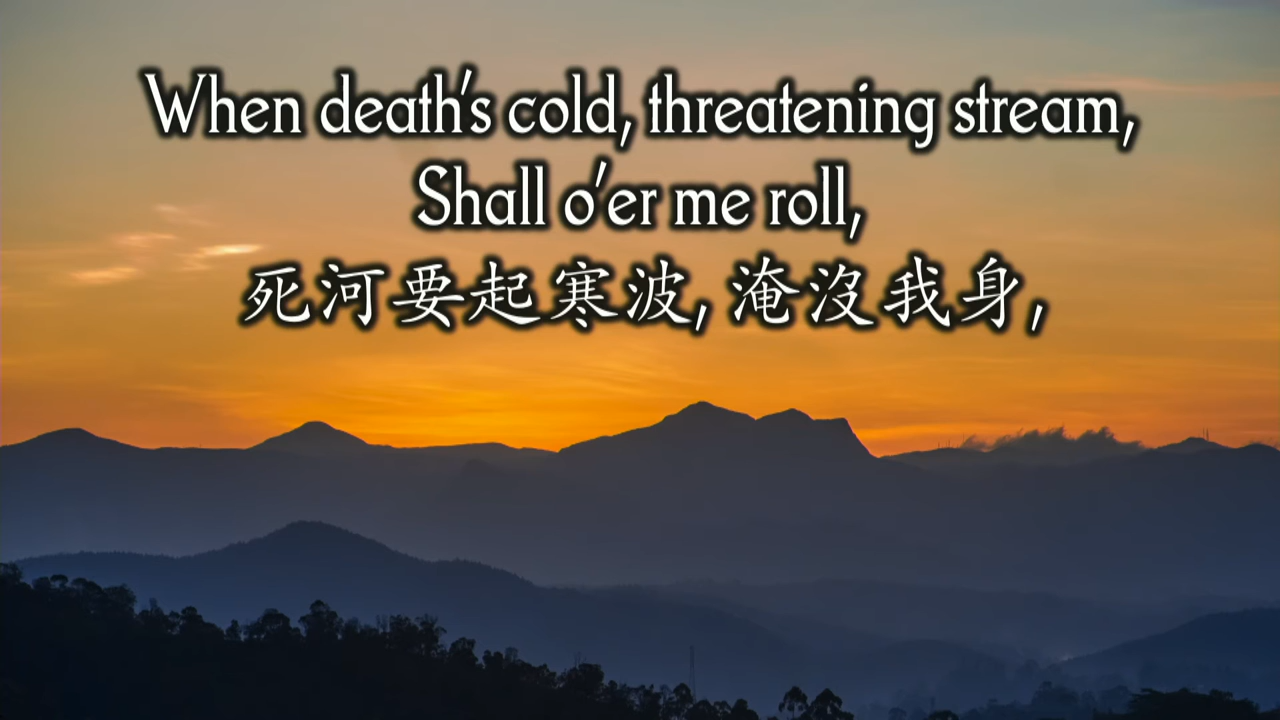 When death's cold, threatening stream,
Shall o'er me roll,
死河要起寒波, 淹沒我身,